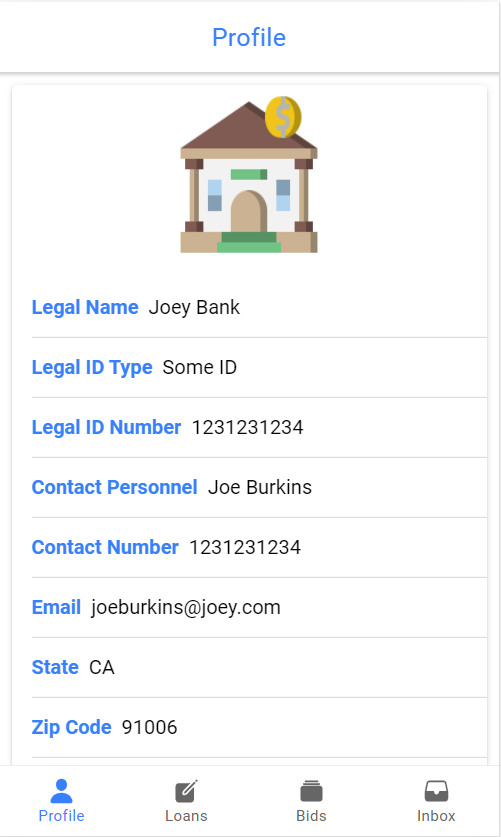 Profile
Legal Name Joey Bank
Legal ID Type Some ID
Legal ID Number 1231231234
Contact Personnel Joe Burkins
Contact Number 1231231234
Email joeburkins@joey.com
State CA
Zip Code 91006
Profile Loans Bids Inbox